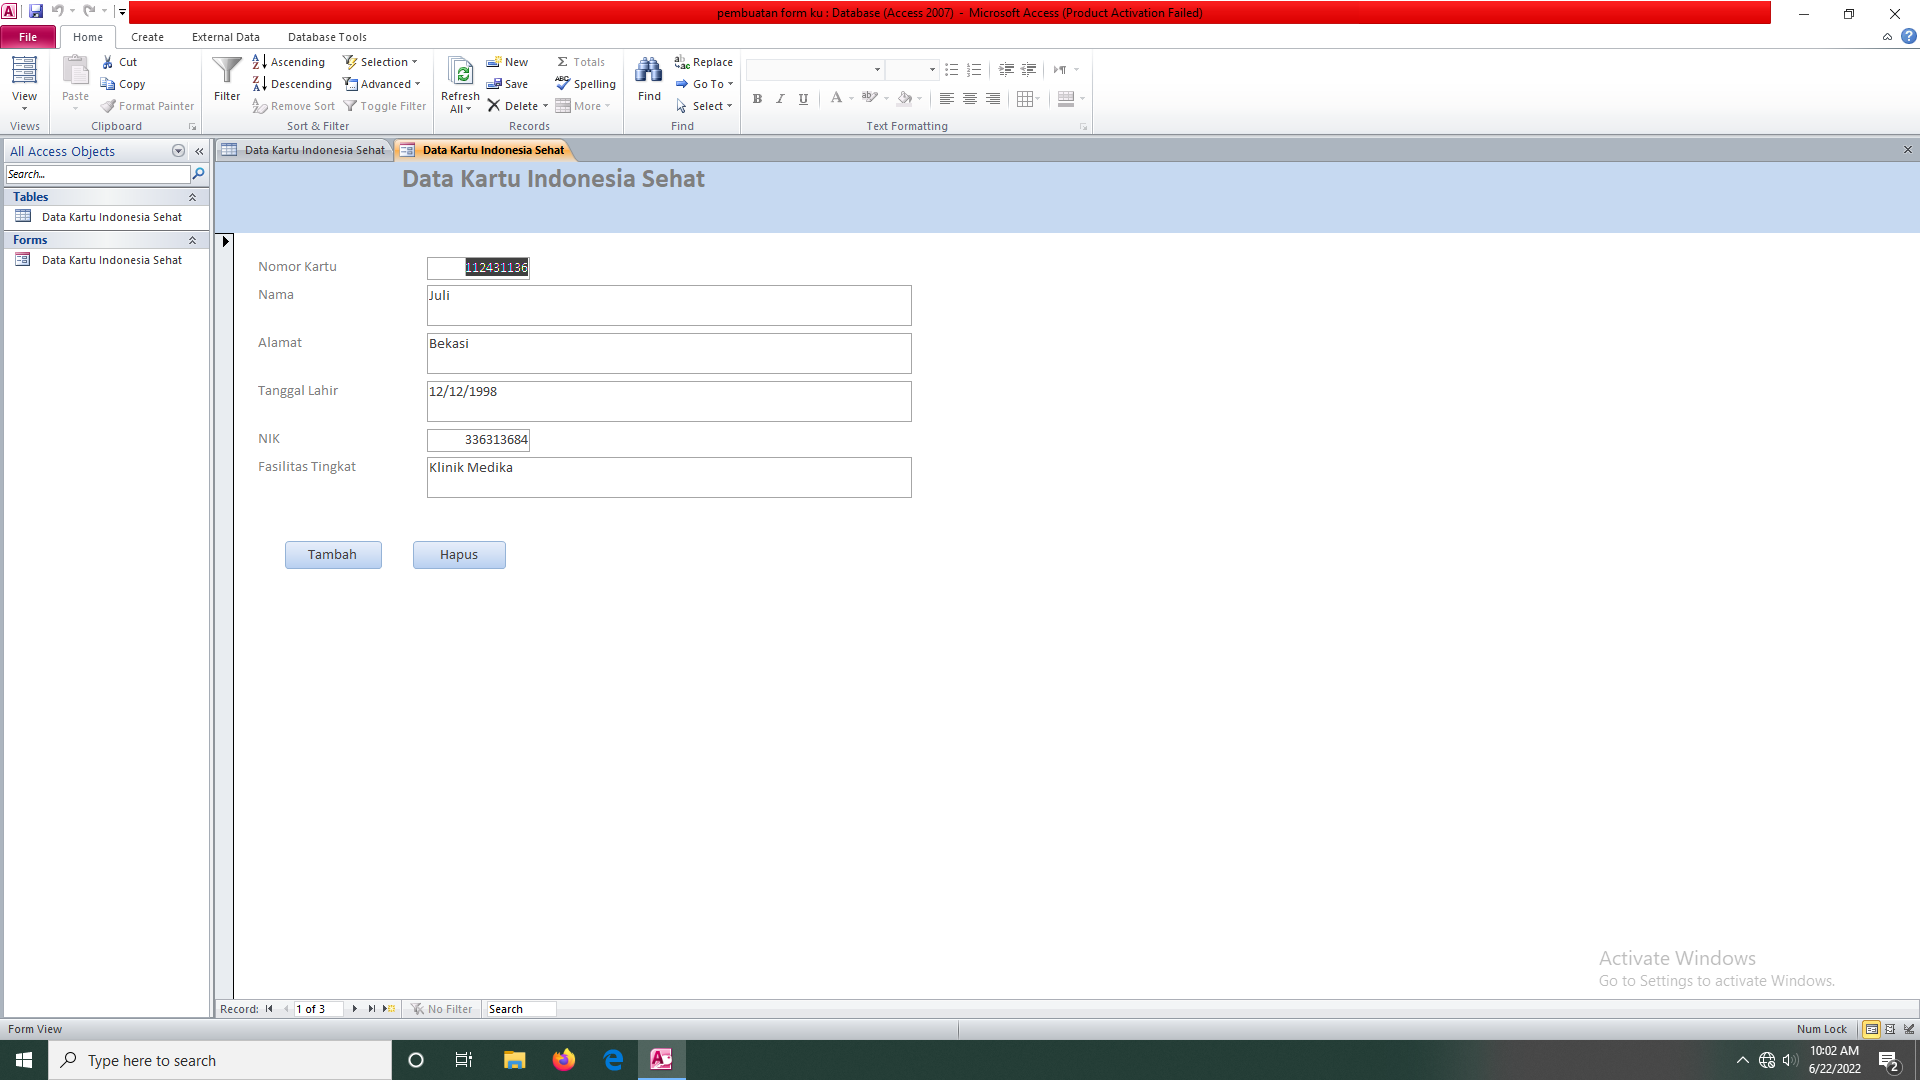 pembuatan form ku : Database (Access 2007) - Microsoft Access (Product Activation Failed)
File Home Create External Data Database Tools
View Paste Cut Copy Format Painter Filter Ascending Descending Remove Sort Selection Advanced Toggle Filter Refresh All New Save Delete Totals Spelling More Find Replace Go To Select B I U A ab
Views Clipboard Sort & Filter Records Find Text Formatting
All Access Objects
Search...
Tables
Data Kartu Indonesia Sehat
Forms
Data Kartu Indonesia Sehat
Data Kartu Indonesia Sehat Data Kartu Indonesia Sehat
Data Kartu Indonesia Sehat
Nomor Kartu 112431136
Nama Juli
Alamat Bekasi
Tanggal Lahir 12/12/1998
NIK 336313684
Fasilitas Tingkat Klinik Medika
Tambah Hapus
Activate Windows
Go to Settings to activate Windows.
Record: 1 of 3 No Filter Search
Form View Num Lock
Type here to search
10:02 AM
6/22/2022
2